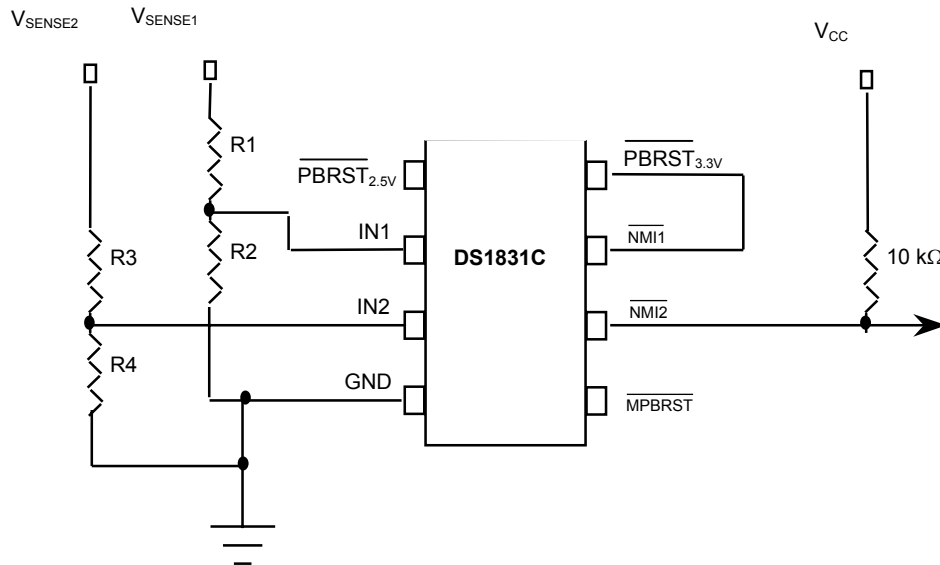 VSENSE2
VSENSE1
VCC
R1
PBRST2.5V
PBRST3.3V
IN1
R2
DS1831C
NMI1
R3
10 kΩ
IN2
NMI2
R4
GND
MPBRST